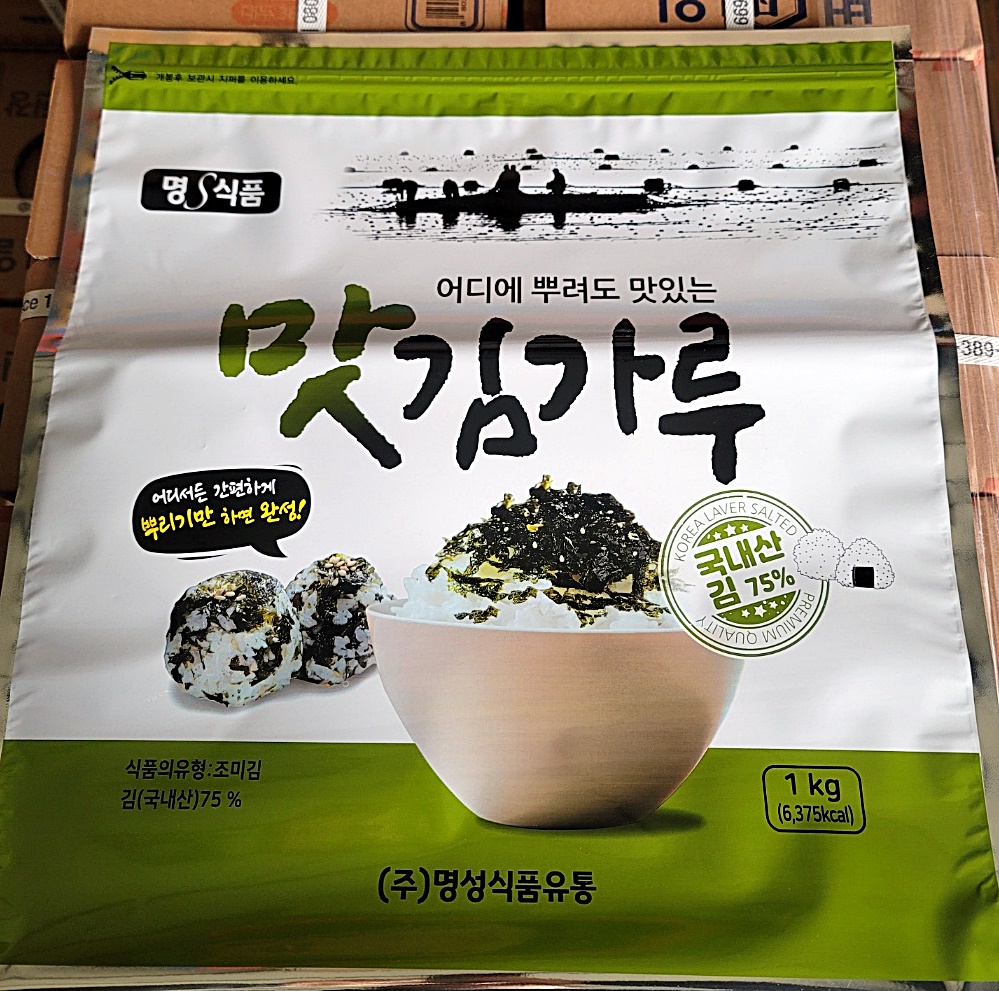 개봉후 보관시 지퍼를 이용하세요.
명S식품
어디에 뿌려도 맛있는
맛김가루
어디서든 간편하게
뿌리기만 하면 완성!
KOREA LAVER SALTED
국내산
김 75%
PREMIUM QUALITY
식품의유형:조미김
김(국내산)75 %
1 kg
(6,375kcal)
(주)명성식품유통
389-